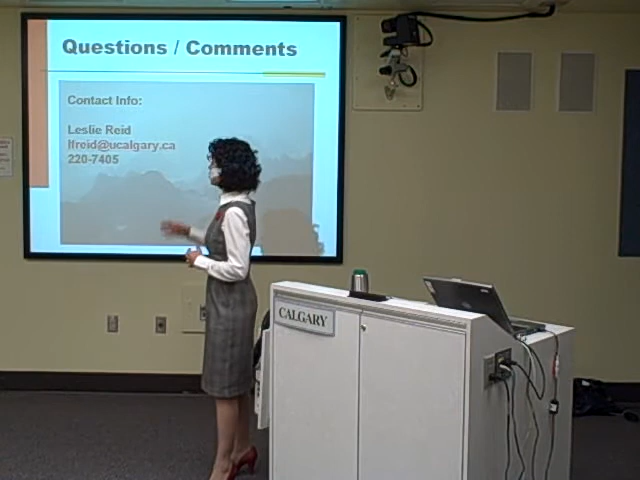 Questions / Comments
Contact Info:
Leslie Reid
lfreid@ucalgary.ca
220-7405
CALGARY